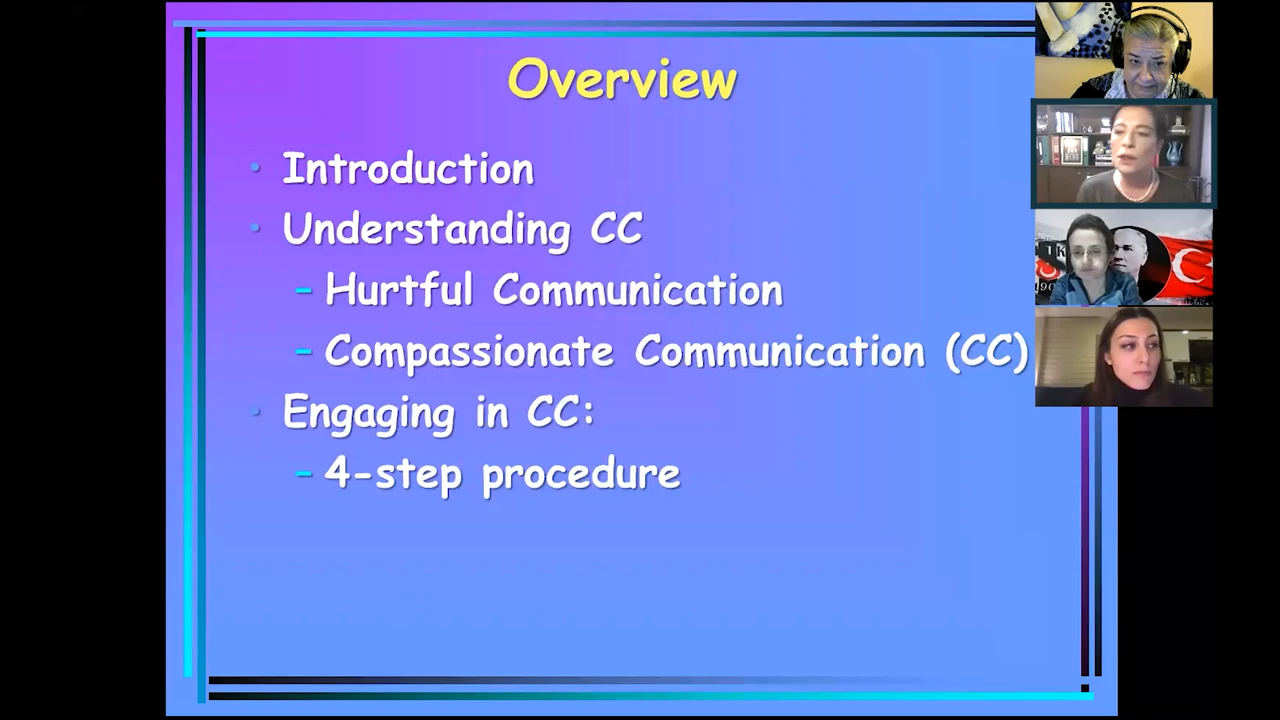 Overview
• Introduction
• Understanding CC
– Hurtful Communication
– Compassionate Communication (CC)
• Engaging in CC:
– 4-step procedure